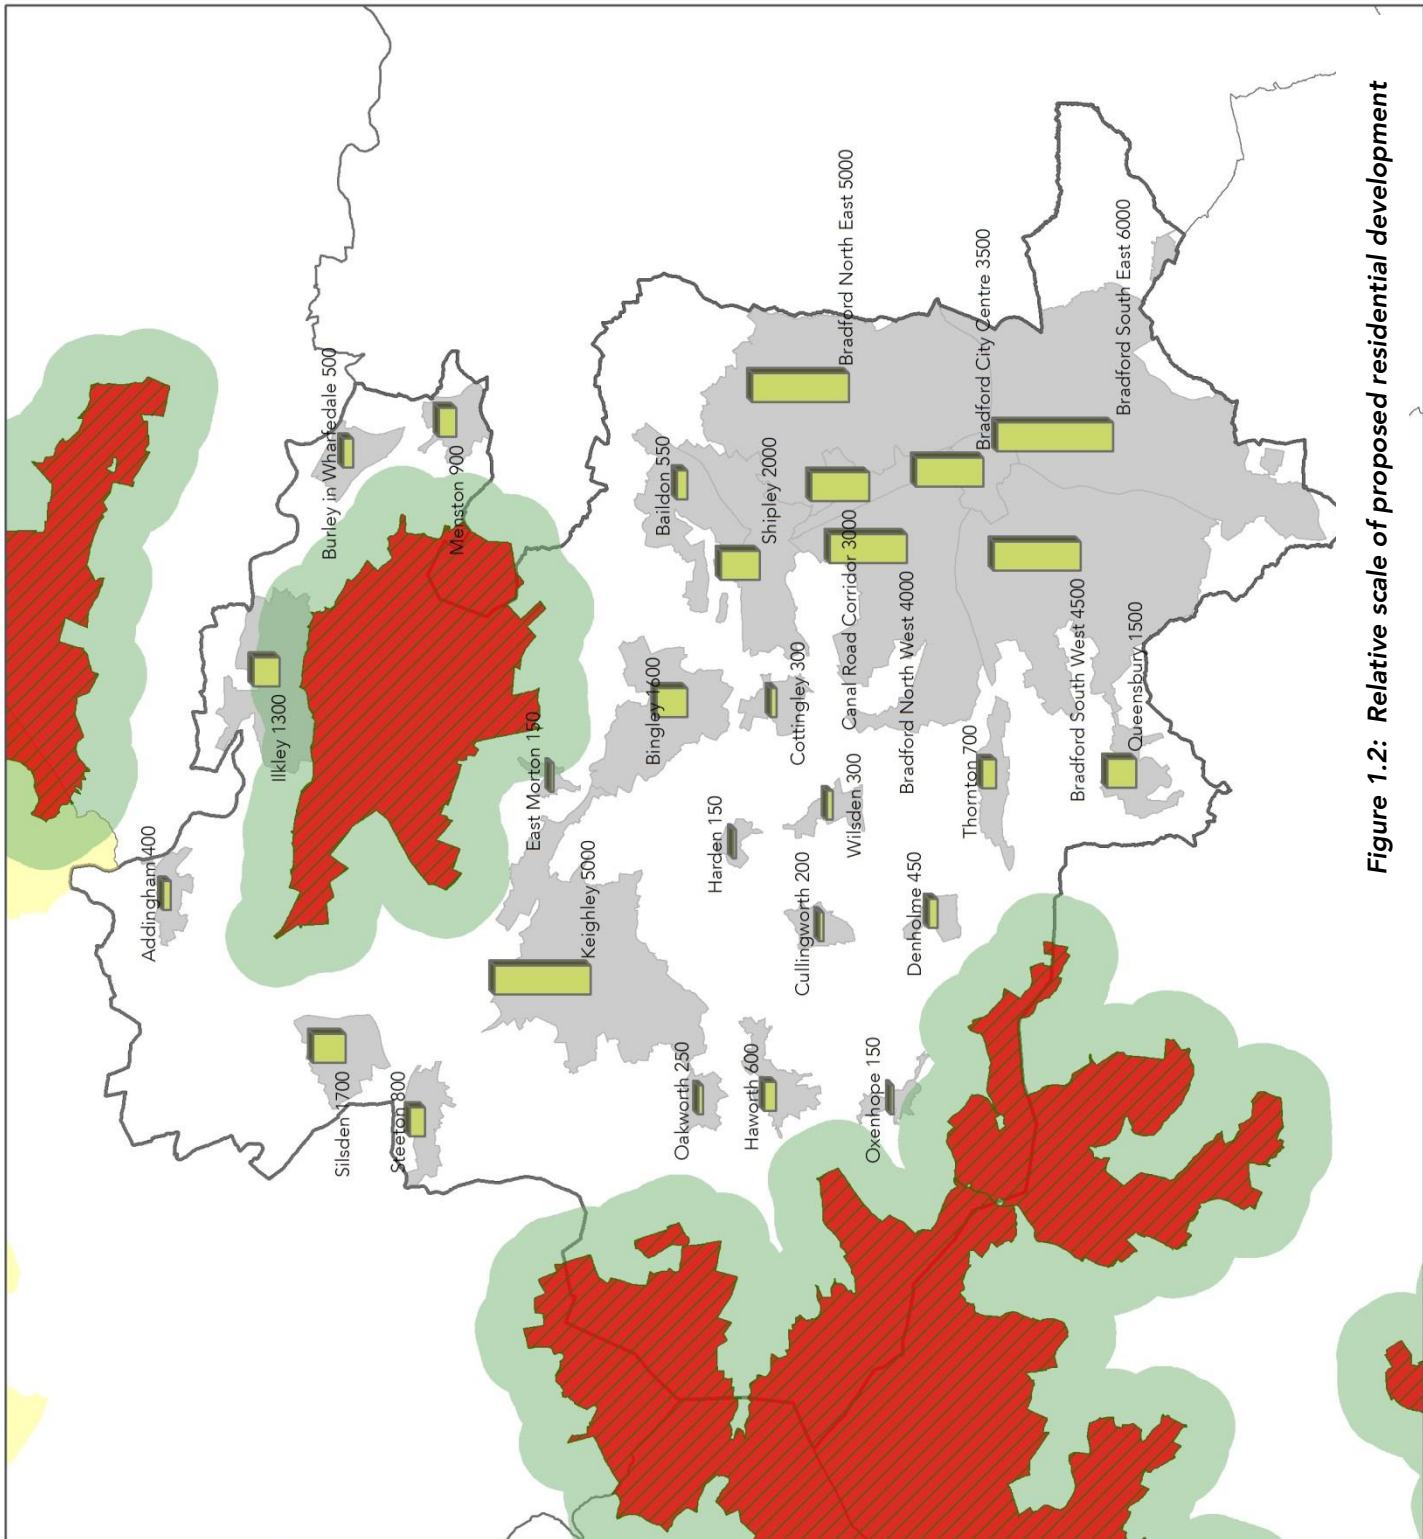 Addingham 400
Ilkley 1300
Burley in Wharfedale 500
Menston 900
Silsden 1700
Steeton 800
East Morton 150
Keighley 5000
Bingley 1600
Baildon 550
Shipley 2000
Oakworth 250
Harden 150
Haworth 600
Cottingley 300
Cullingworth 200
Wilsden 300
Canal Road Corridor 3000
Bradford North East 5000
Oxenhope 150
Denholme 450
Bradford North West 4000
Thornton 700
Bradford City Centre 3500
Bradford South West 4500
Queensbury 1500
Bradford South East 6000
Figure 1.2: Relative scale of proposed residential development